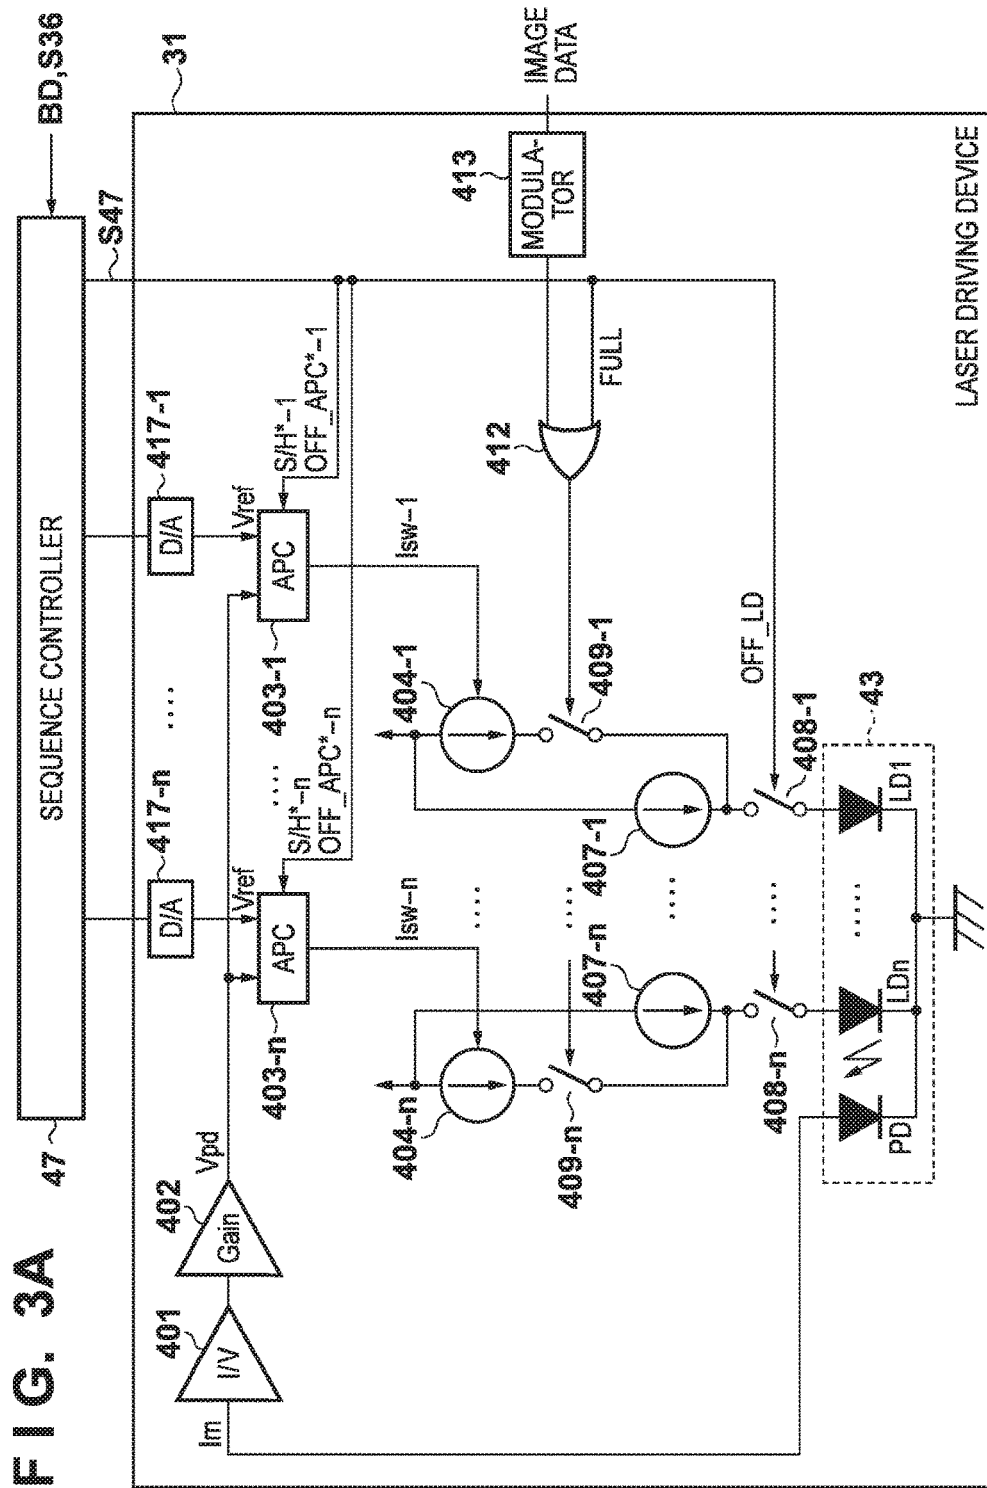 FIG. 3A
47
SEQUENCE CONTROLLER
BD,S36
S47
31
417-n
D/A
....
417-1
D/A
401
I/V
Im
402
Gain
Vpd
Vref
APC
403-n
S/H*-n
OFF_APC*-n
....
Vref
APC
403-1
S/H*-1
OFF_APC*-1
Isw-n
Isw-1
404-n
404-1
....
409-n
....
409-1
412
FULL
413
MODULA-
TOR
IMAGE
DATA
407-n
....
407-1
408-n
....
408-1
OFF_LD
43
PD
LDn
.....
LD1
LASER DRIVING DEVICE